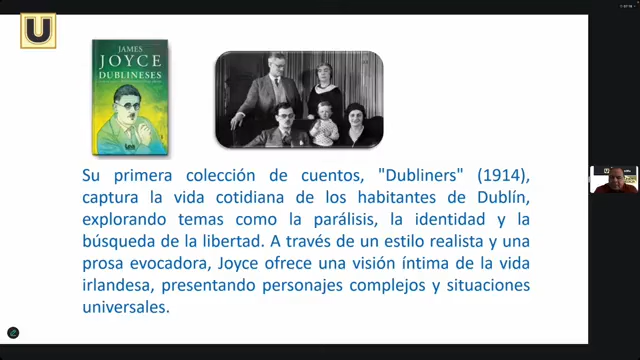 U
JAMES
JOYCE
DUBLINESES
Su primera colección de cuentos, "Dubliners" (1914),
captura la vida cotidiana de los habitantes de Dublín,
explorando temas como la parálisis, la identidad y la
búsqueda de la libertad. A través de un estilo realista y una
prosa evocadora, Joyce ofrece una visión íntima de la vida
irlandesa, presentando personajes complejos y situaciones
universales.